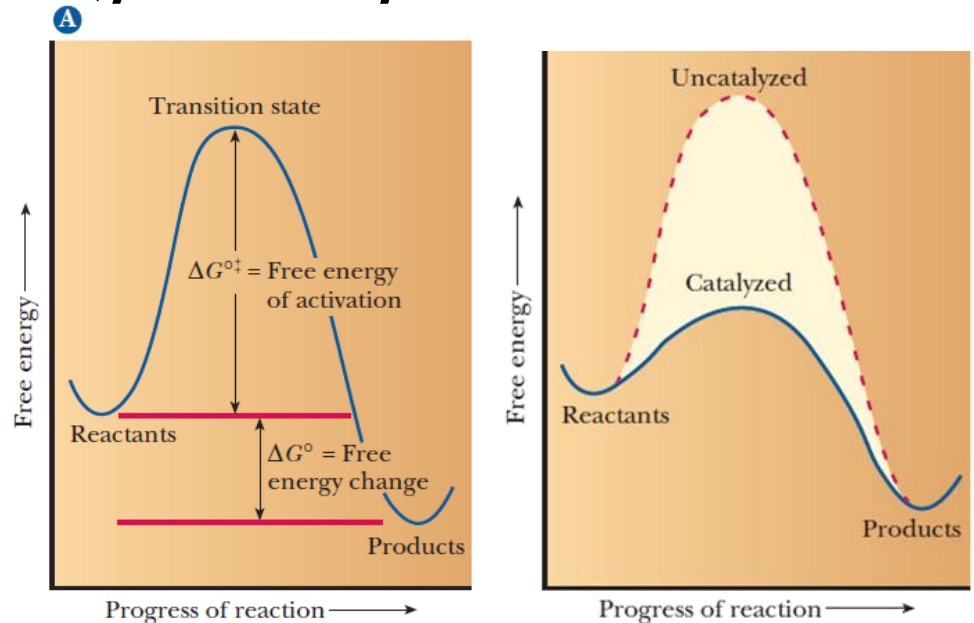 A
Transition state
ΔG°‡ = Free energy
of activation
Reactants
ΔG° = Free
energy change
Products
Free energy
Progress of reaction
Uncatalyzed
Catalyzed
Reactants
Products
Free energy
Progress of reaction